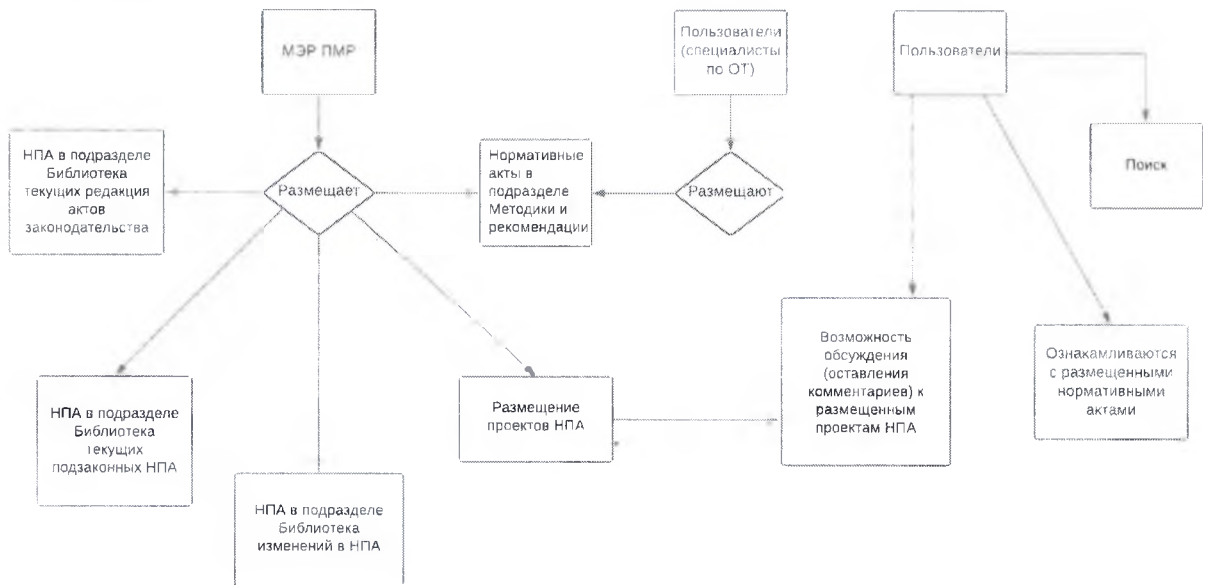 МЭР ПМР
Пользователи
(специалисты
по ОТ)
Пользователи
НПА в подразделе
Библиотека
текущих редакция
актов
законодательства
Размещает
Нормативные
акты в
подразделе
Методики и
рекомендации
Размещают
Поиск
НПА в подразделе
Библиотека
текущих
подзаконных НПА
НПА в подразделе
Библиотека
изменений в НПА
Размещение
проектов НПА
Возможность
обсуждения
(оставления
комментариев) к
размещенным
проектам НПА
Ознакамливаются
с размещенными
нормативными
актами